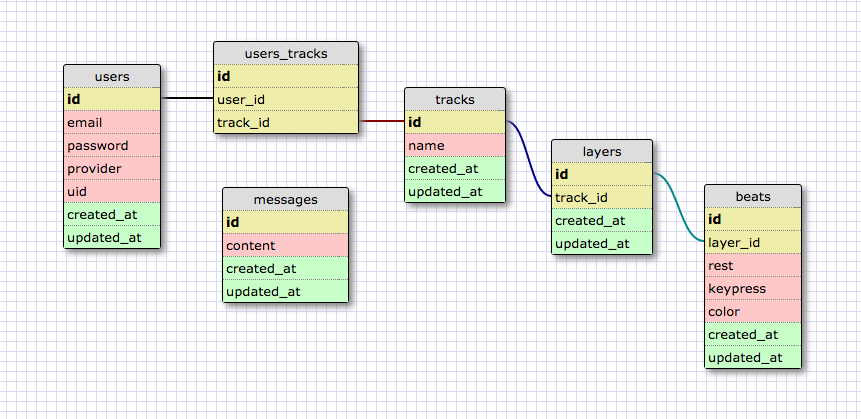 users
id
email
password
provider
uid
created_at
updated_at
users_tracks
id
user_id
track_id
messages
id
content
created_at
updated_at
tracks
id
name
created_at
updated_at
layers
id
track_id
created_at
updated_at
beats
id
layer_id
rest
keypress
color
created_at
updated_at